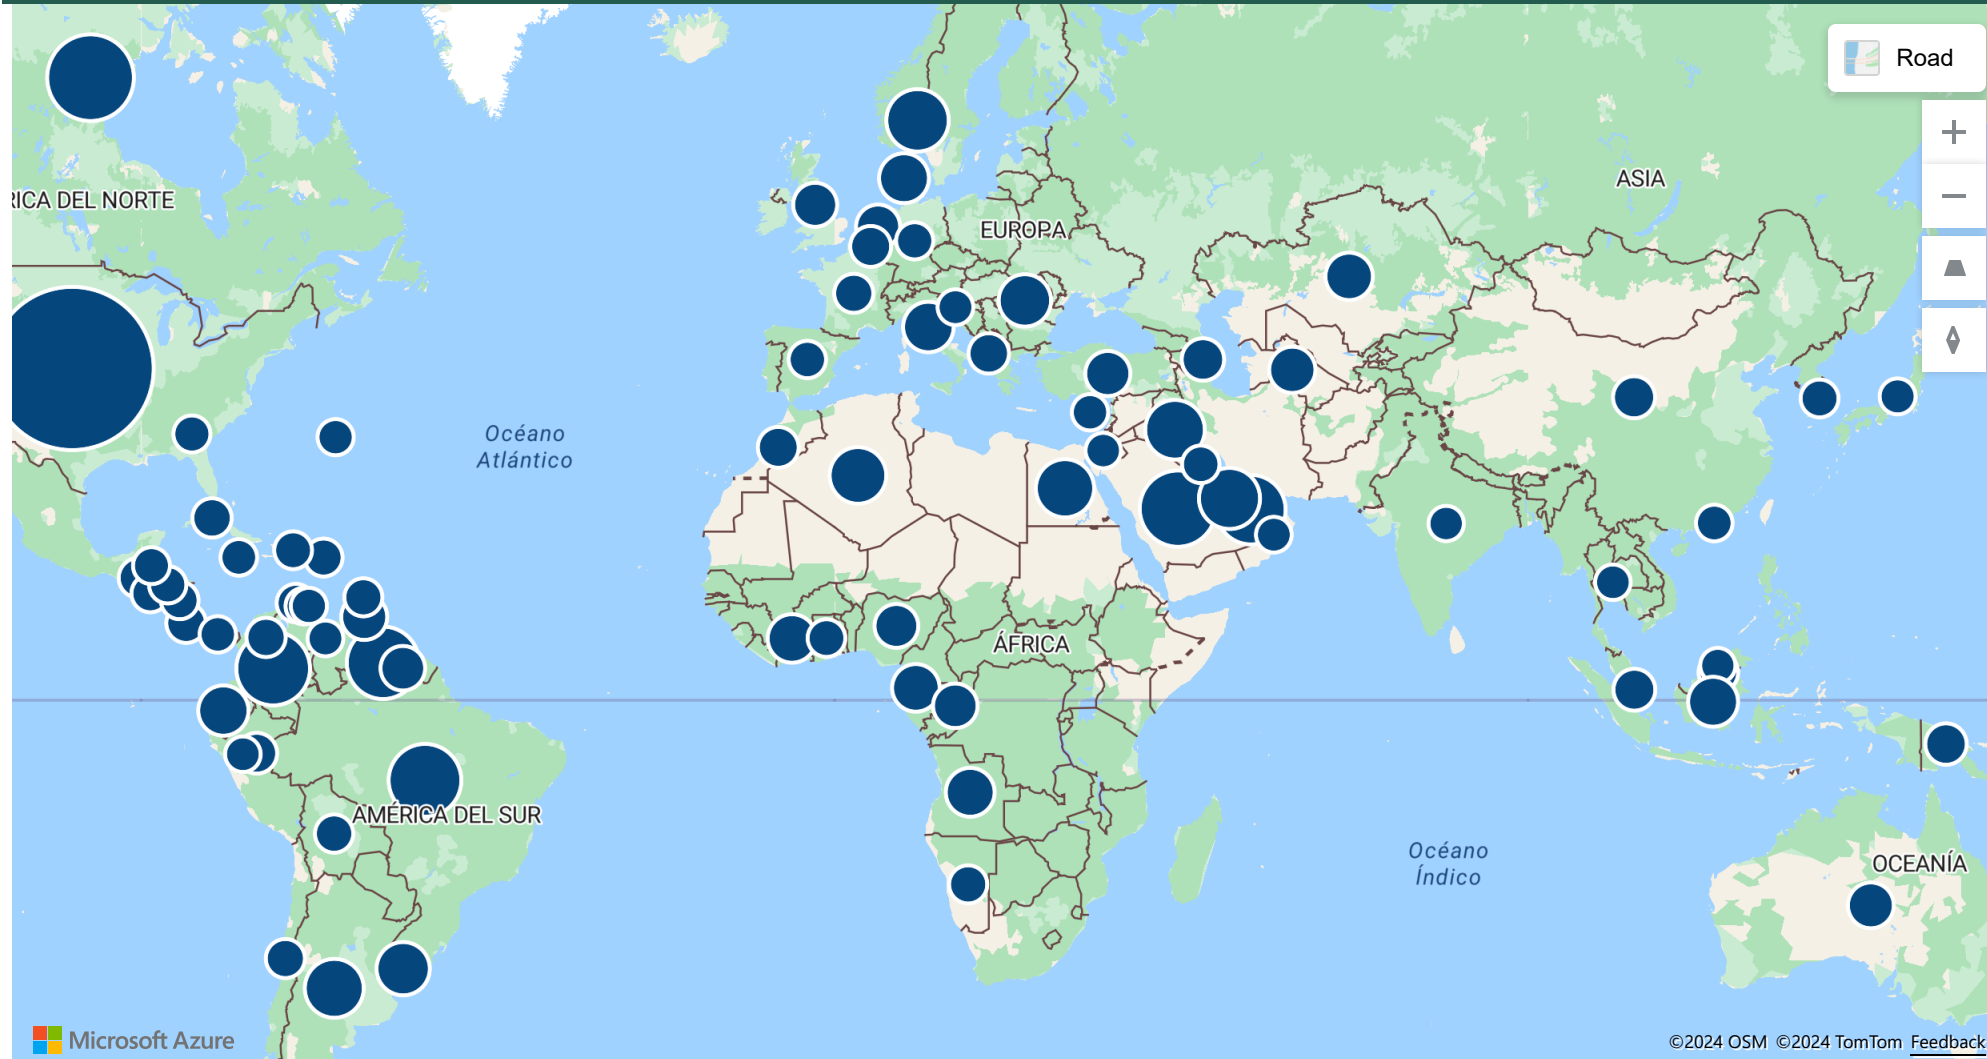 Road
ASIA
RICA DEL NORTE
EUROPA
Océano
Atlántico
ÁFRICA
AMÉRICA DEL SUR
Océano
Índico
OCEANÍA
Microsoft Azure
©2024 OSM ©2024 TomTom Feedback